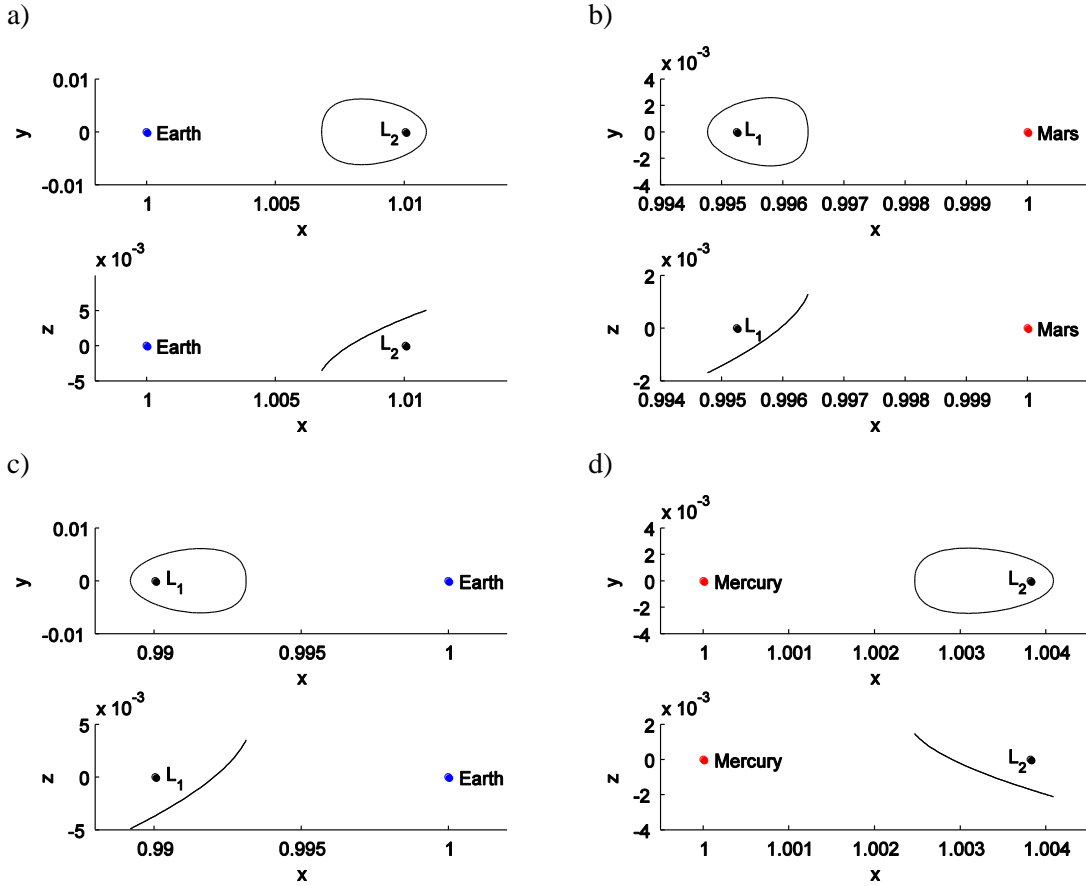 a)
0.01
y
0
-0.01
Earth
L2
1
1.005
1.01
x
x 10-3
z
5
0
-5
Earth
L2
1
1.005
1.01
x
b)
x 10-3
y
4
2
0
-2
-4
L1
Mars
0.994
0.995
0.996
0.997
0.998
0.999
1
x
z
2
0
-2
L1
Mars
0.994
0.995
0.996
0.997
0.998
0.999
1
x
c)
0.01
y
0
-0.01
L1
Earth
0.99
0.995
1
x
x 10-3
z
5
0
-5
L1
Earth
0.99
0.995
1
x
d)
x 10-3
y
4
2
0
-2
-4
Mercury
L2
1
1.001
1.002
1.003
1.004
x
x 10-3
z
2
0
-2
-4
Mercury
L2
1
1.001
1.002
1.003
1.004
x